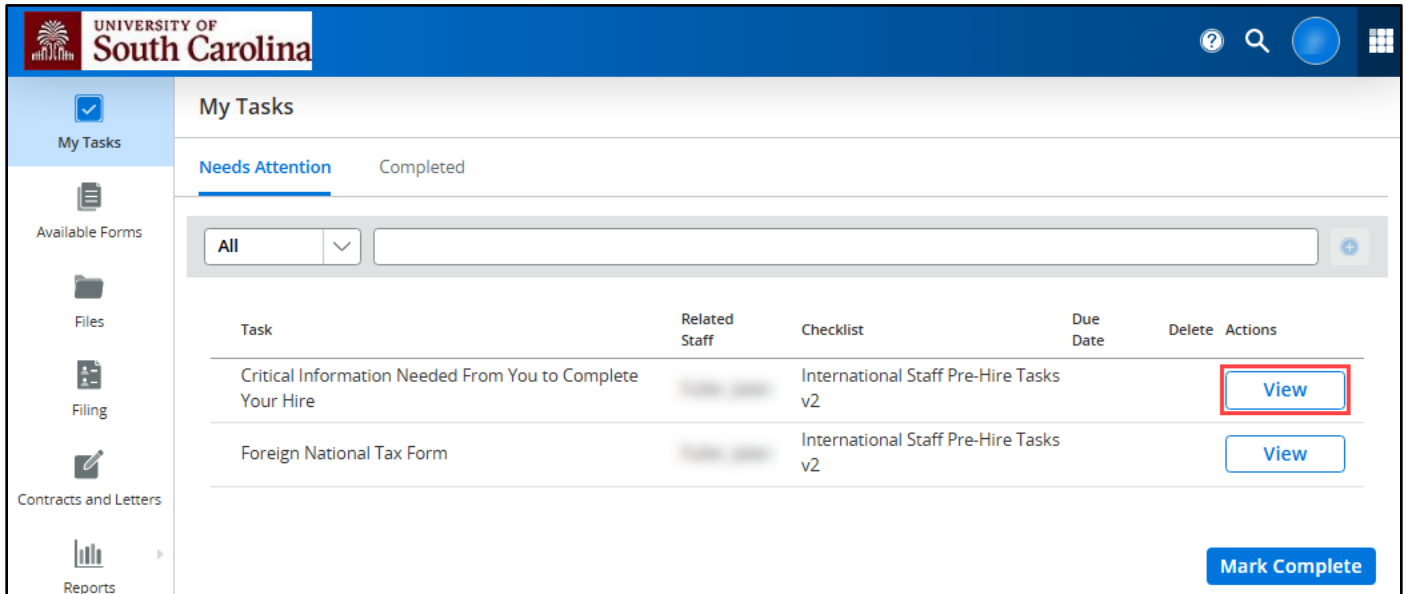 UNIVERSITY OF
South Carolina
My Tasks
My Tasks
Needs Attention Completed
Available Forms
All
Files
Task Related Staff Checklist Due Date Delete Actions
Critical Information Needed From You to Complete
Your Hire
International Staff Pre-Hire Tasks
v2
View
Filing
Foreign National Tax Form
International Staff Pre-Hire Tasks
v2
View
Contracts and Letters
Reports
Mark Complete